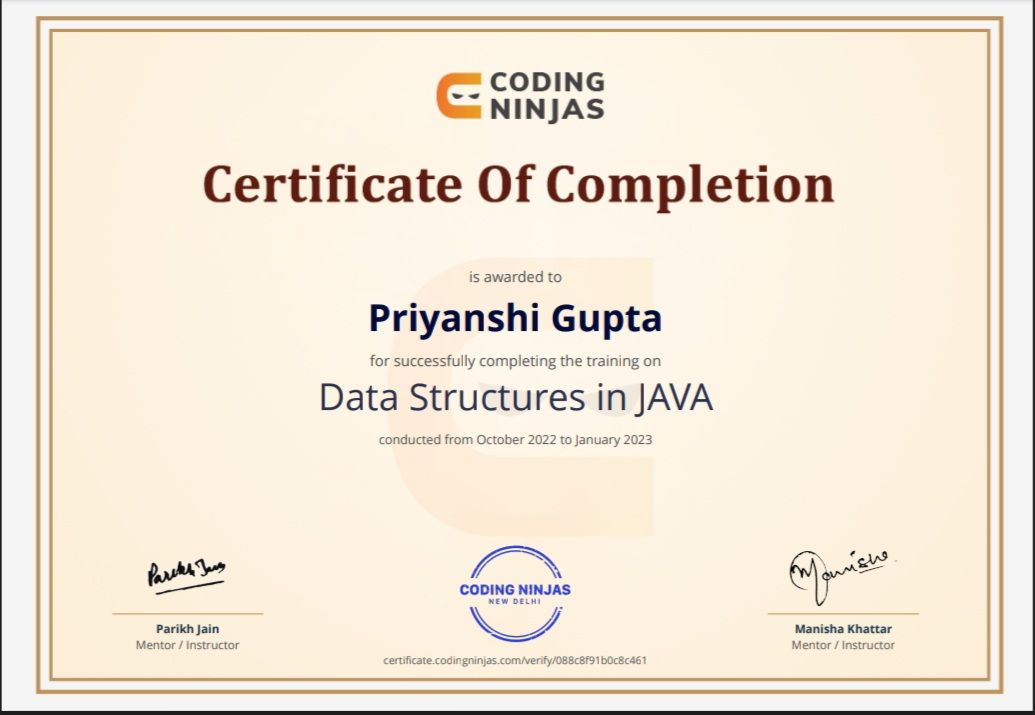 CODING
NINJAS
Certificate Of Completion
is awarded to
Priyanshi Gupta
for successfully completing the training on
Data Structures in JAVA
conducted from October 2022 to January 2023
Parikh Jain
Manisha
CODING NINJAS
NEW DELHI
Parikh Jain
Mentor / Instructor
Manisha Khattar
Mentor / Instructor
certificate.codingninjas.com/verify/088c8f91b0c8c461